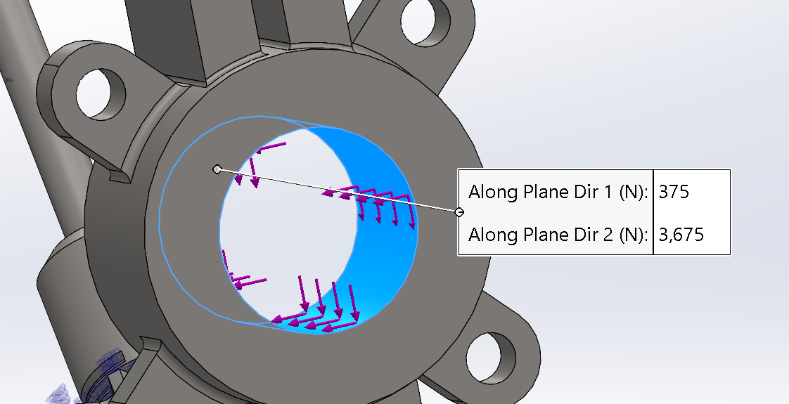 Along Plane Dir 1 (N): 375
Along Plane Dir 2 (N): 3,675